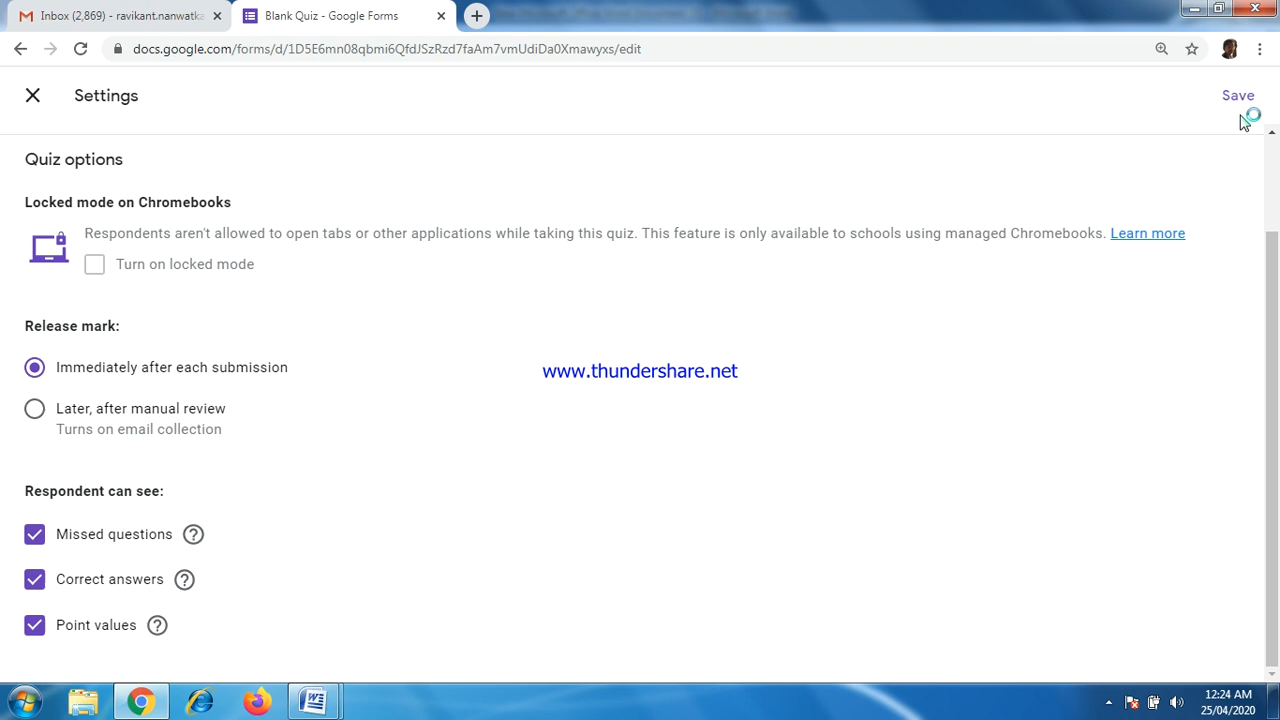 Inbox (2,869) - ravikant.nanwatka
Blank Quiz - Google Forms
docs.google.com/forms/d/1D5E6mn08qbmi6QfdJSzRzd7faAm7vmUdiDa0Xmawyxs/edit
Settings
Save
Quiz options
Locked mode on Chromebooks
Respondents aren't allowed to open tabs or other applications while taking this quiz. This feature is only available to schools using managed Chromebooks. Learn more
Turn on locked mode
Release mark:
Immediately after each submission
www.thundershare.net
Later, after manual review
Turns on email collection
Respondent can see:
Missed questions
Correct answers
Point values
12:24 AM
25/04/2020